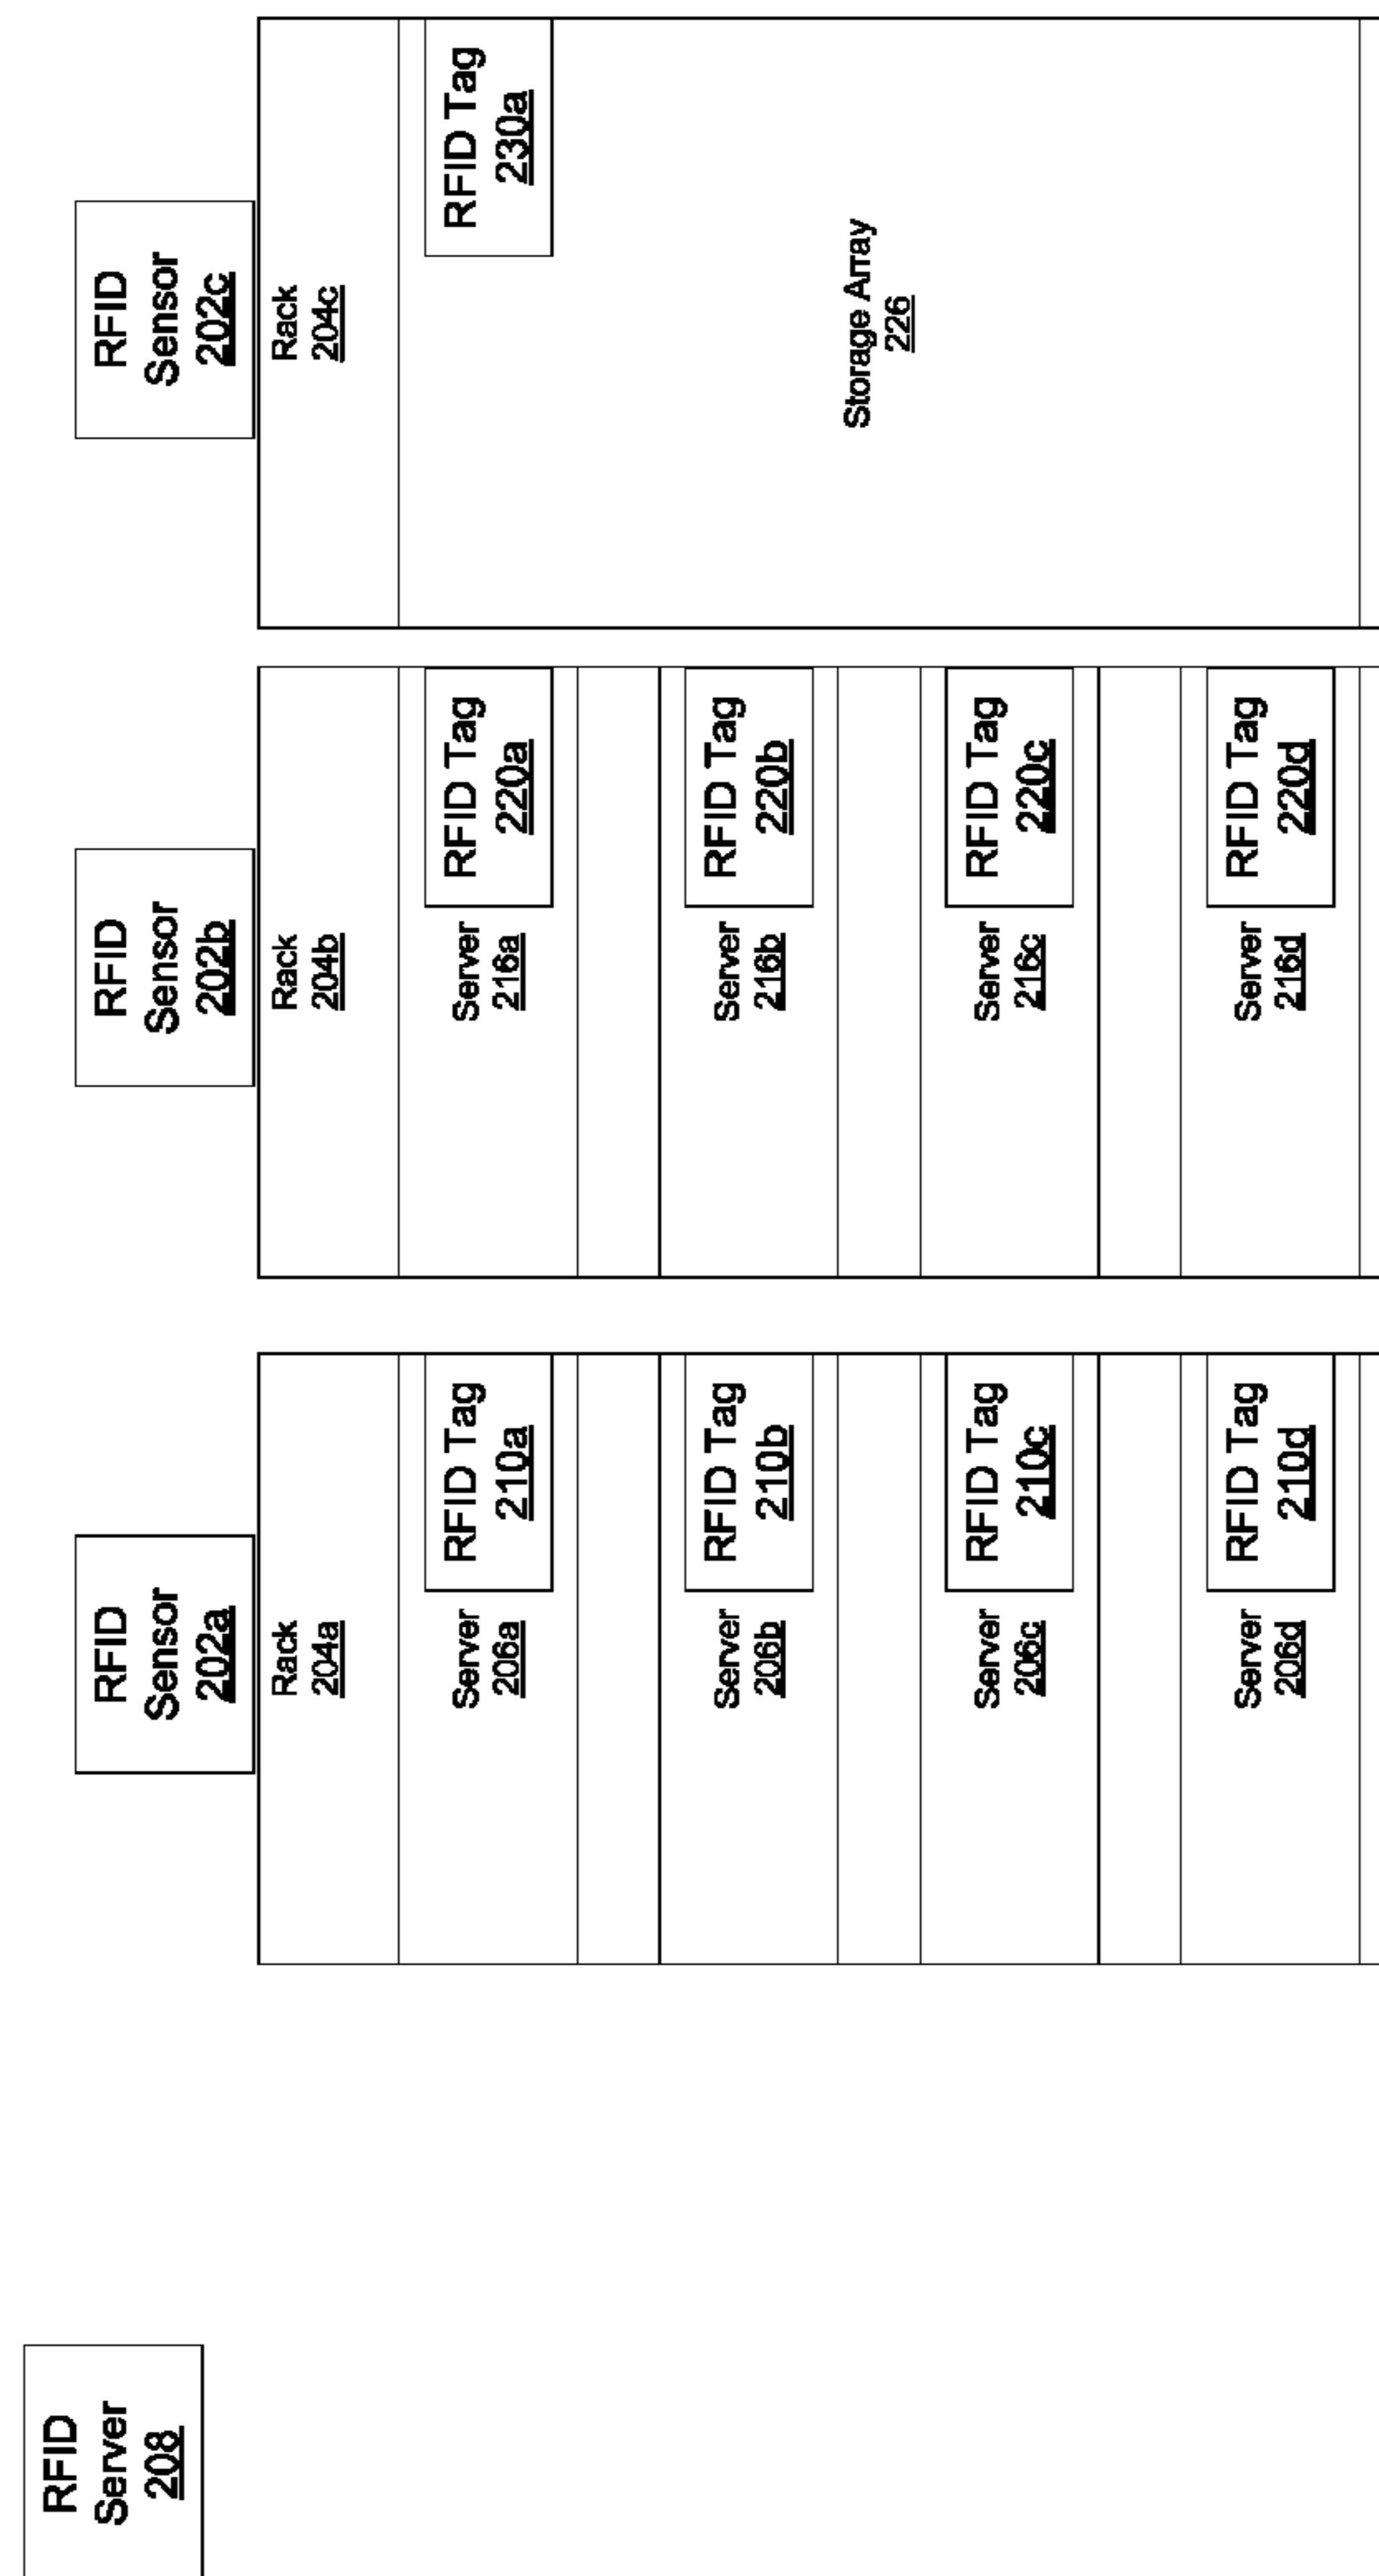 RFID
Server
208
RFID
Sensor
202a
RFID
Sensor
202b
RFID
Sensor
202c
Rack
204a
Rack
204b
Rack
204c
Server
206a
RFID Tag
210a
Server
216a
RFID Tag
220a
RFID Tag
230a
Server
206b
RFID Tag
210b
Server
216b
RFID Tag
220b
Storage Array
226
Server
206c
RFID Tag
210c
Server
216c
RFID Tag
220c
Server
206d
RFID Tag
210d
Server
216d
RFID Tag
220d